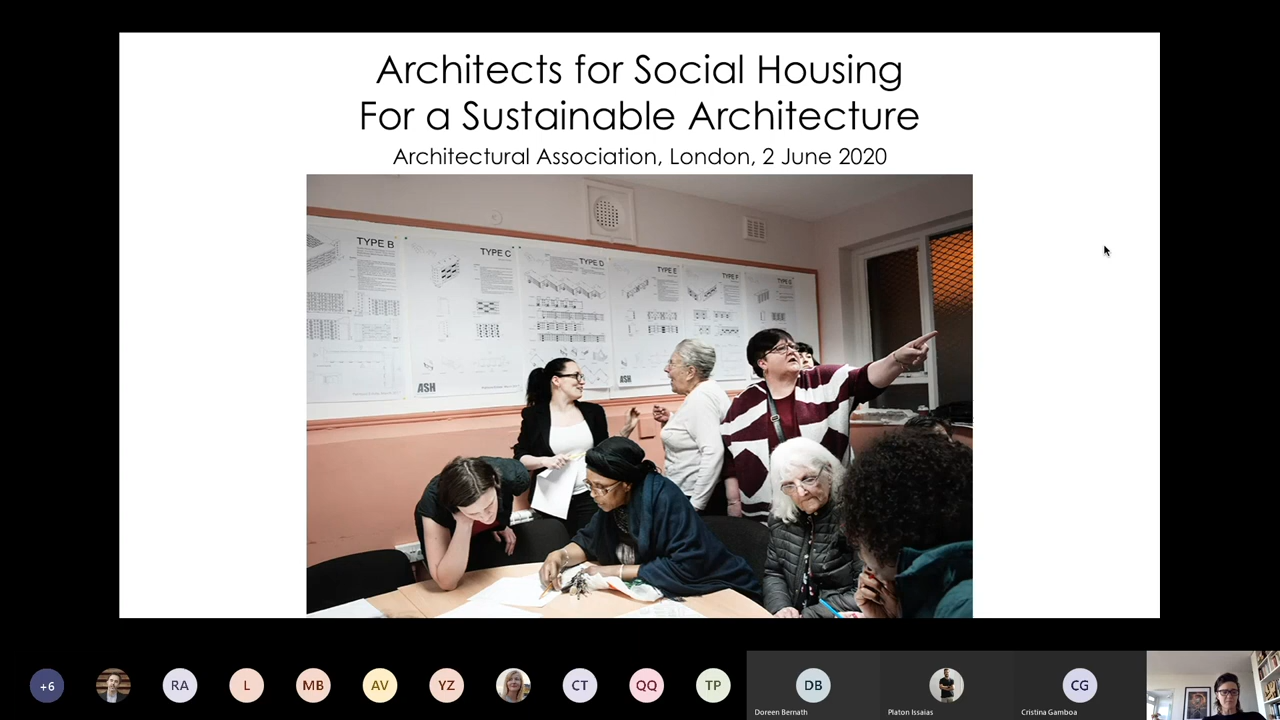 Architects for Social Housing
For a Sustainable Architecture
Architectural Association, London, 2 June 2020
TYPE B
TYPE C
TYPE D
TYPE E
TYPE F
ASH
ASH
+6
RA
L
MB
AV
YZ
CT
QQ
TP
DB
CG
Doreen Bernath
Platon Issaias
Cristina Gamboa